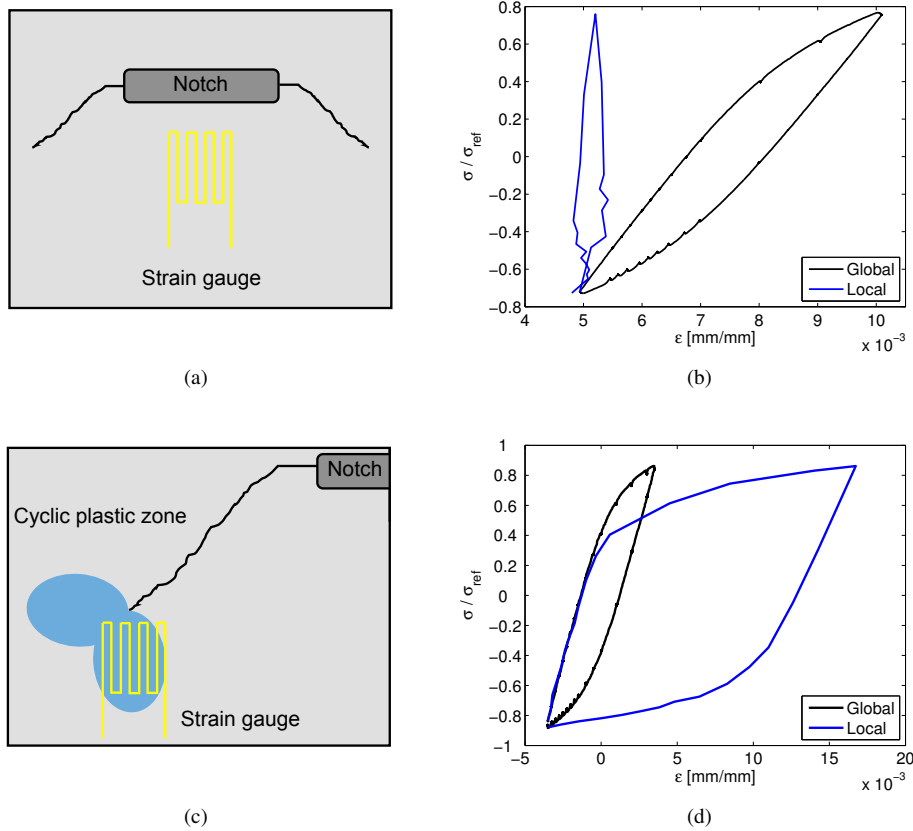 Notch
Strain gauge
(a)
0.8
0.6
0.4
0.2
0
−0.2
−0.4
−0.6
−0.8
σ / σref
4
5
6
7
8
9
10
x 10−3
ε [mm/mm]
Global
Local
(b)
Notch
Cyclic plastic zone
Strain gauge
(c)
1
0.8
0.6
0.4
0.2
0
−0.2
−0.4
−0.6
−0.8
−1
σ / σref
−5
0
5
10
15
20
x 10−3
ε [mm/mm]
Global
Local
(d)